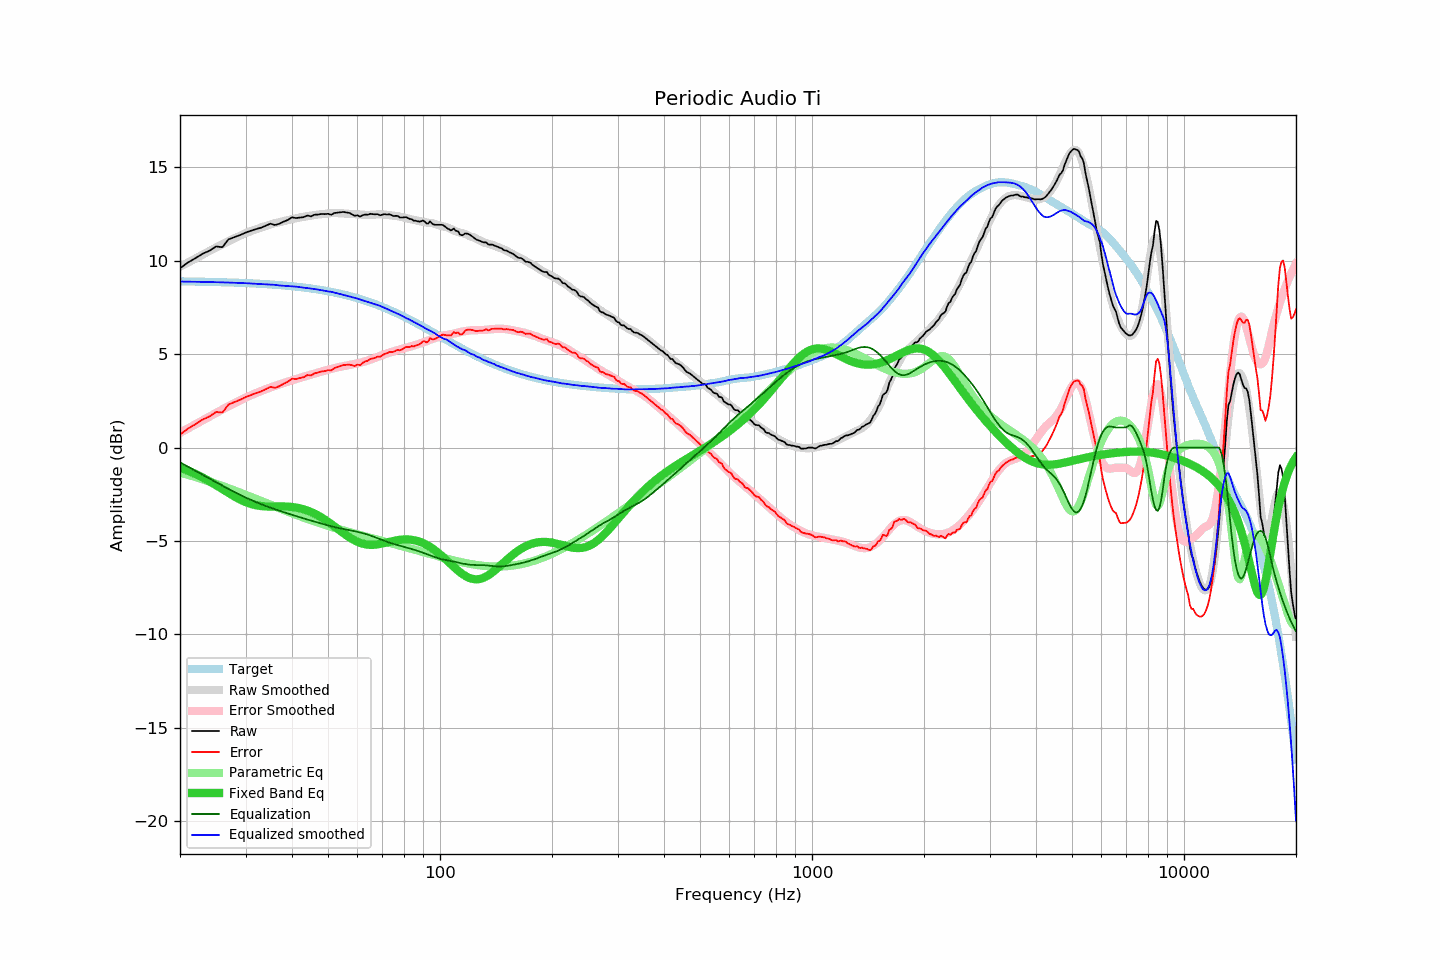 Periodic Audio Ti
15
10
5
0
−5
−10
−15
−20
Amplitude (dBr)
Target
Raw Smoothed
Error Smoothed
Raw
Error
Parametric Eq
Fixed Band Eq
Equalization
Equalized smoothed
100 1000 10000
Frequency (Hz)